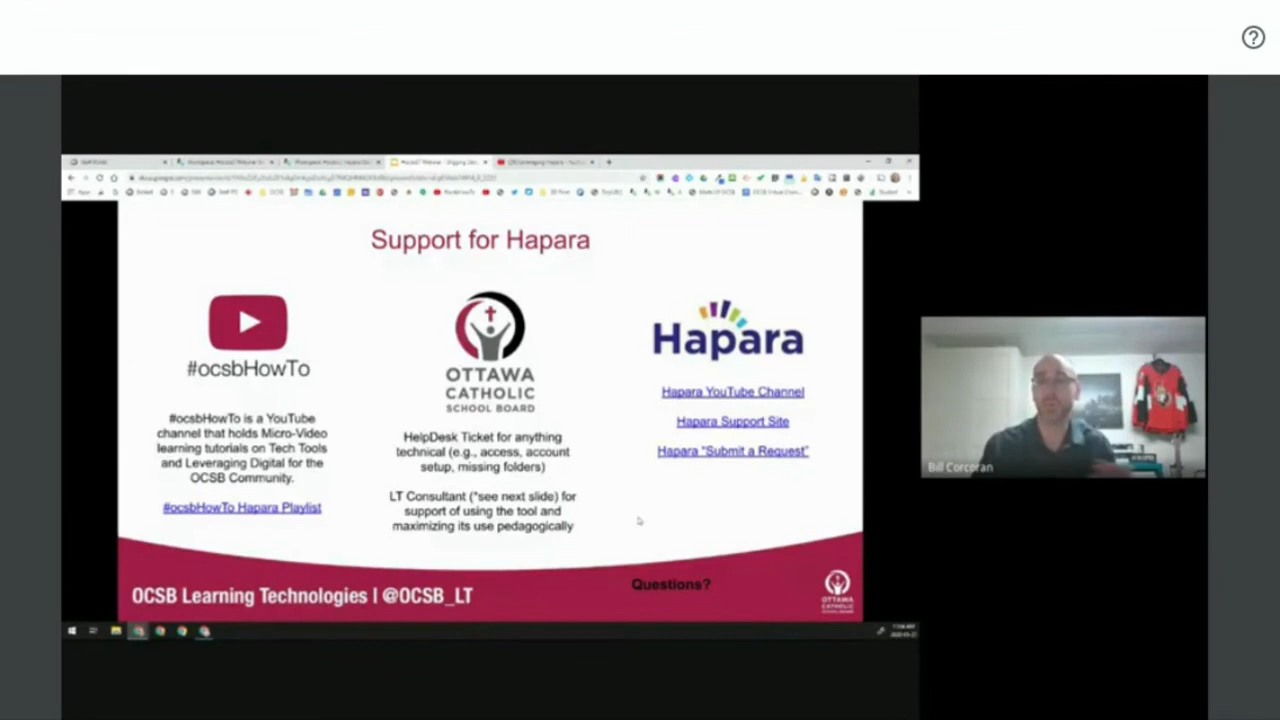 Support for Hapara
#ocsbHowTo
#ocsbHowTo is a YouTube
channel that holds Micro-Video
learning tutorials on Tech Tools
and Leveraging Digital for the
OCSB Community.
#ocsbHowTo Hapara Playlist
OTTAWA
CATHOLIC
SCHOOL BOARD
HelpDesk Ticket for anything
technical (e.g., access, account
setup, missing folders)
LT Consultant (*see next slide) for
support of using the tool and
maximizing its use pedagogically
Hapara
Hapara YouTube Channel
Hapara Support Site
Hapara "Submit a Request"
Bill Corcoran
Questions?
OCSB Learning Technologies | @OCSB_LT
OTTAWA
CATHOLIC